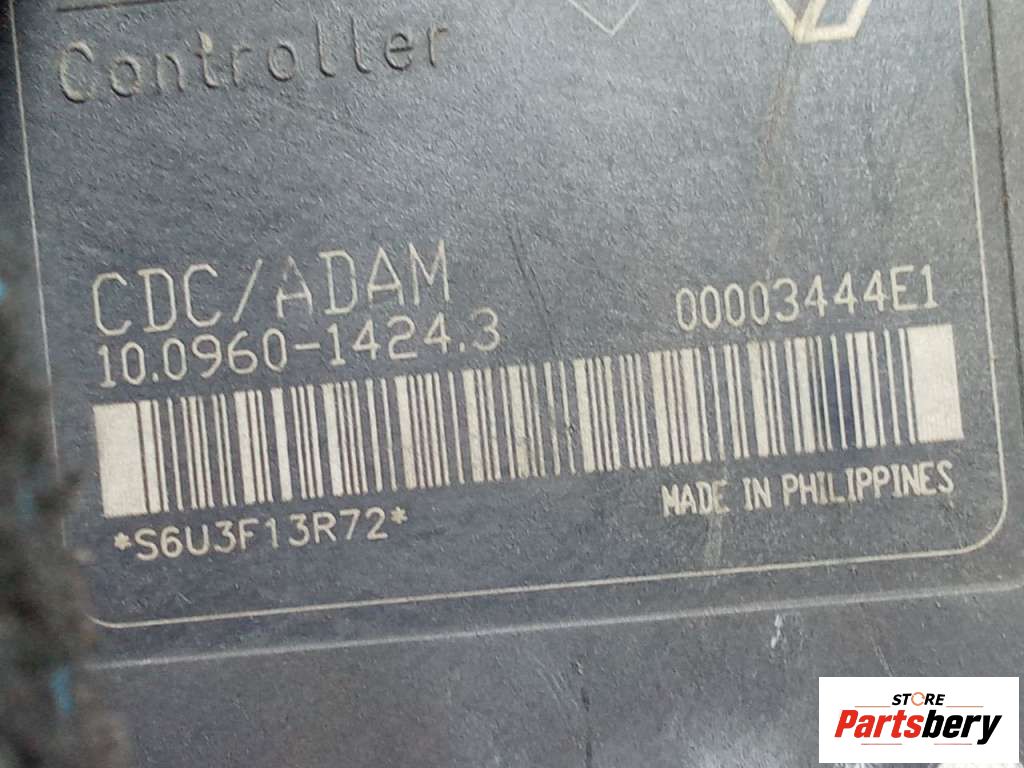 Controller
CDC/ADAM
10.0960-1424.3
00003444E1
*S6U3F13R72*
MADE IN PHILIPPINES
STORE
Partsbery